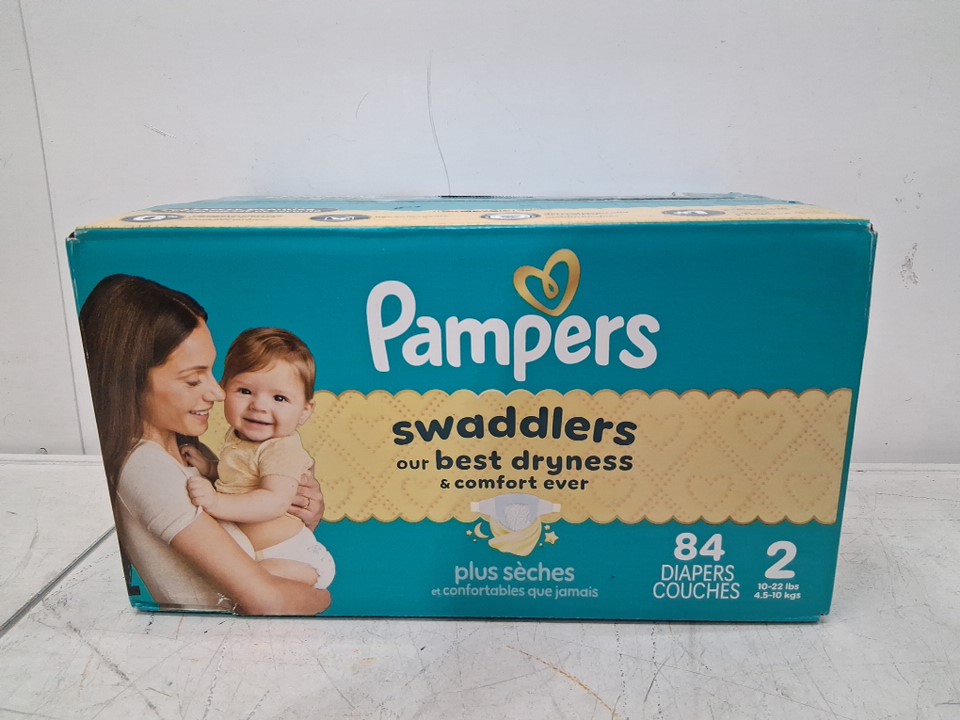 Pampers
swaddlers
our best dryness
& comfort ever
plus sèches
et confortables que jamais
84
DIAPERS
COUCHES
2
10-22 lbs
4.5-10 kgs